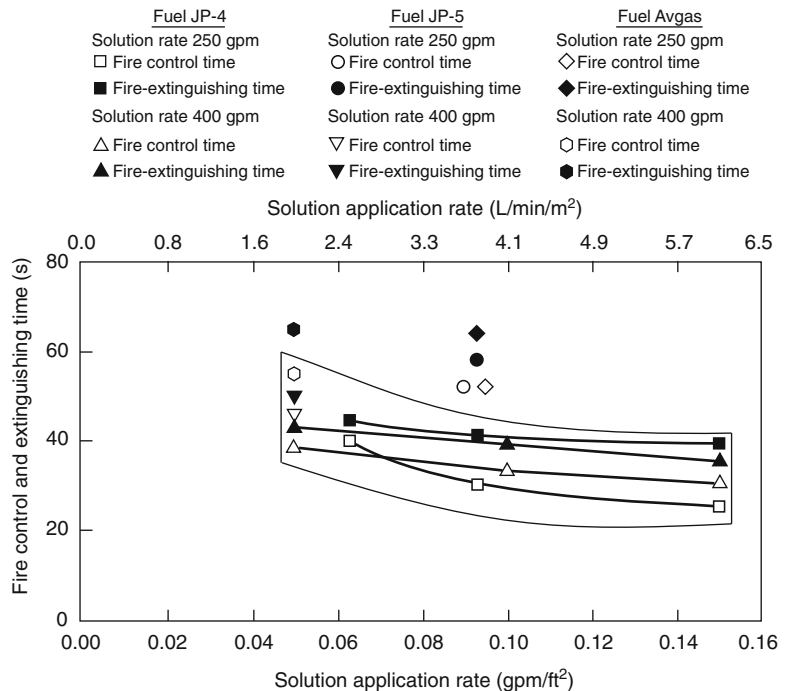 Fuel JP-4
Solution rate 250 gpm
Fire control time
Fire-extinguishing time
Solution rate 400 gpm
Fire control time
Fire-extinguishing time
Fuel JP-5
Solution rate 250 gpm
Fire control time
Fire-extinguishing time
Solution rate 400 gpm
Fire control time
Fire-extinguishing time
Fuel Avgas
Solution rate 250 gpm
Fire control time
Fire-extinguishing time
Solution rate 400 gpm
Fire control time
Fire-extinguishing time
Solution application rate (L/min/m²)
0.0 0.8 1.6 2.4 3.3 4.1 4.9 5.7 6.5
Fire control and extinguishing time (s)
80
60
40
20
0
0.00 0.02 0.04 0.06 0.08 0.10 0.12 0.14 0.16
Solution application rate (gpm/ft²)